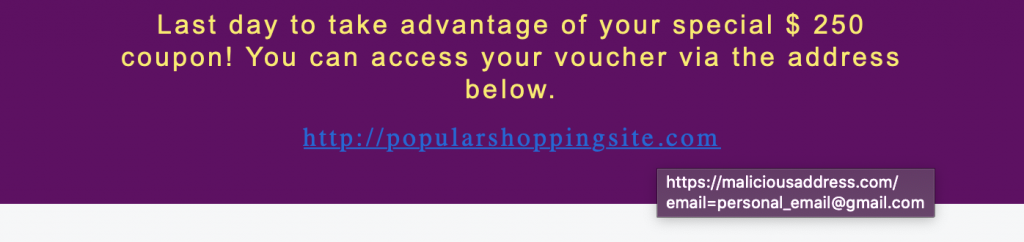 Last day to take advantage of your special $ 250
coupon! You can access your voucher via the address
below.
http://popularshoppingsite.com
https://maliciousaddress.com/
email=personal_email@gmail.com